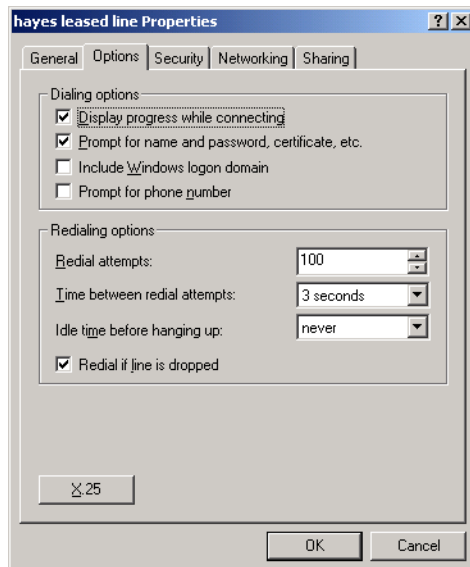 hayes leased line Properties
General Options Security Networking Sharing
Dialing options
Display progress while connecting
Prompt for name and password, certificate, etc.
Include Windows logon domain
Prompt for phone number
Redialing options
Redial attempts: 100
Time between redial attempts: 3 seconds
Idle time before hanging up: never
Redial if line is dropped
X.25
OK Cancel